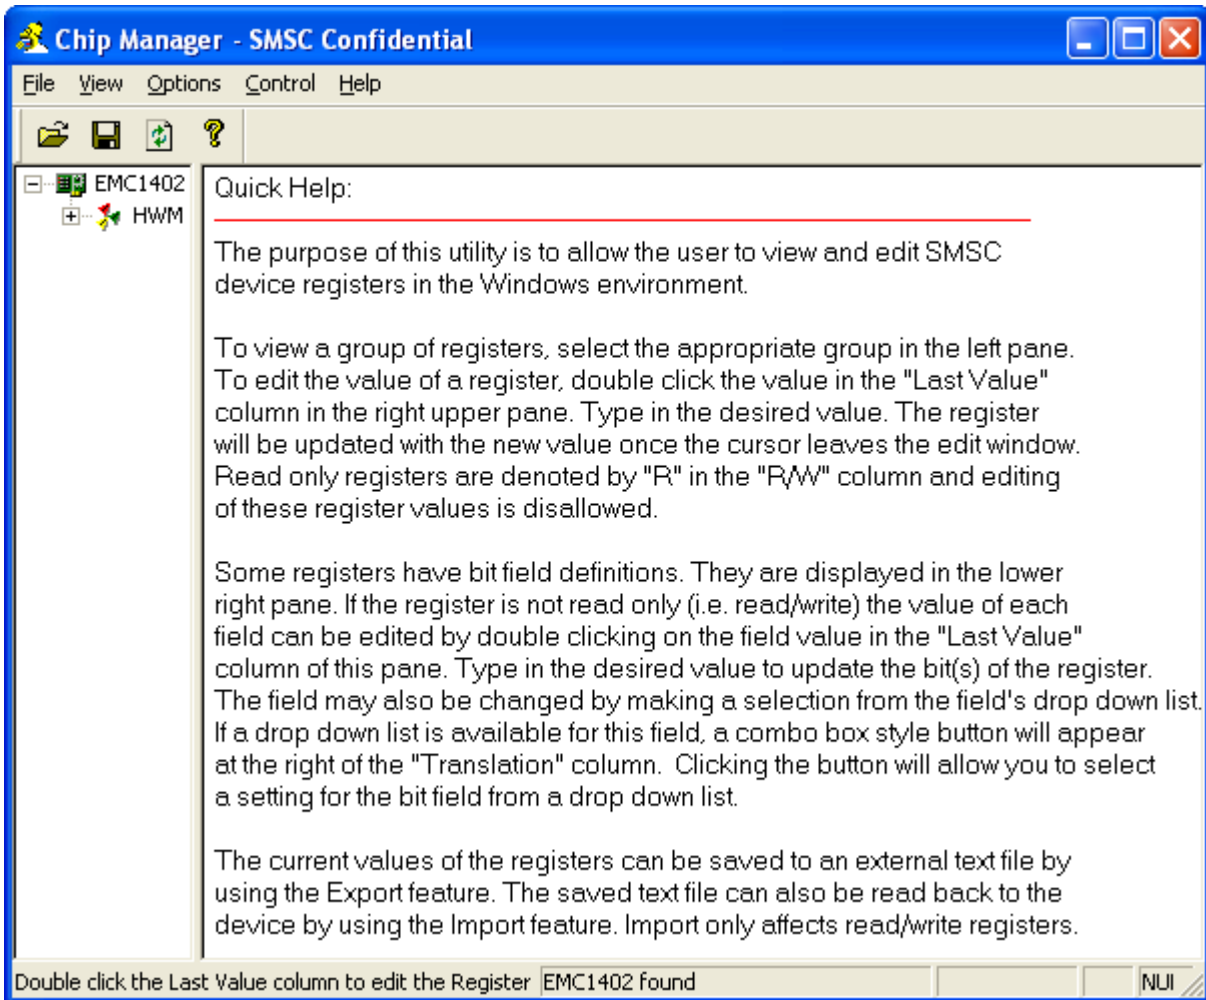 Chip Manager - SMSC Confidential
File View Options Control Help
EMC1402
HWM
Quick Help:
The purpose of this utility is to allow the user to view and edit SMSC
device registers in the Windows environment.
To view a group of registers, select the appropriate group in the left pane.
To edit the value of a register, double click the value in the "Last Value"
column in the right upper pane. Type in the desired value. The register
will be updated with the new value once the cursor leaves the edit window.
Read only registers are denoted by "R" in the "R/W" column and editing
of these register values is disallowed.
Some registers have bit field definitions. They are displayed in the lower
right pane. If the register is not read only (i.e. read/write) the value of each
field can be edited by double clicking on the field value in the "Last Value"
column of this pane. Type in the desired value to update the bit(s) of the register.
The field may also be changed by making a selection from the field's drop down list.
If a drop down list is available for this field, a combo box style button will appear
at the right of the "Translation" column.  Clicking the button will allow you to select
a setting for the bit field from a drop down list.
The current values of the registers can be saved to an external text file by
using the Export feature. The saved text file can also be read back to the
device by using the Import feature. Import only affects read/write registers.
Double click the Last Value column to edit the Register EMC1402 found NUI